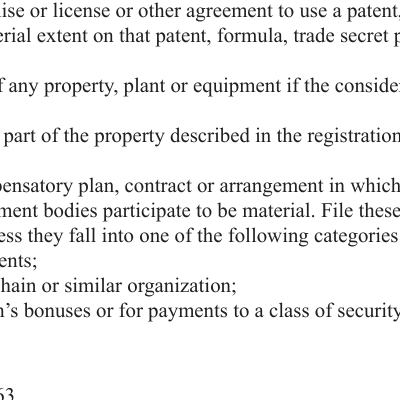 ise or license or other agreement to use a patent,
erial extent on that patent, formula, trade secret p
f any property, plant or equipment if the conside
part of the property described in the registration
pensatory plan, contract or arrangement in which
ment bodies participate to be material. File these
ess they fall into one of the following categories
ents;
hain or similar organization;
n’s bonuses or for payments to a class of security
63